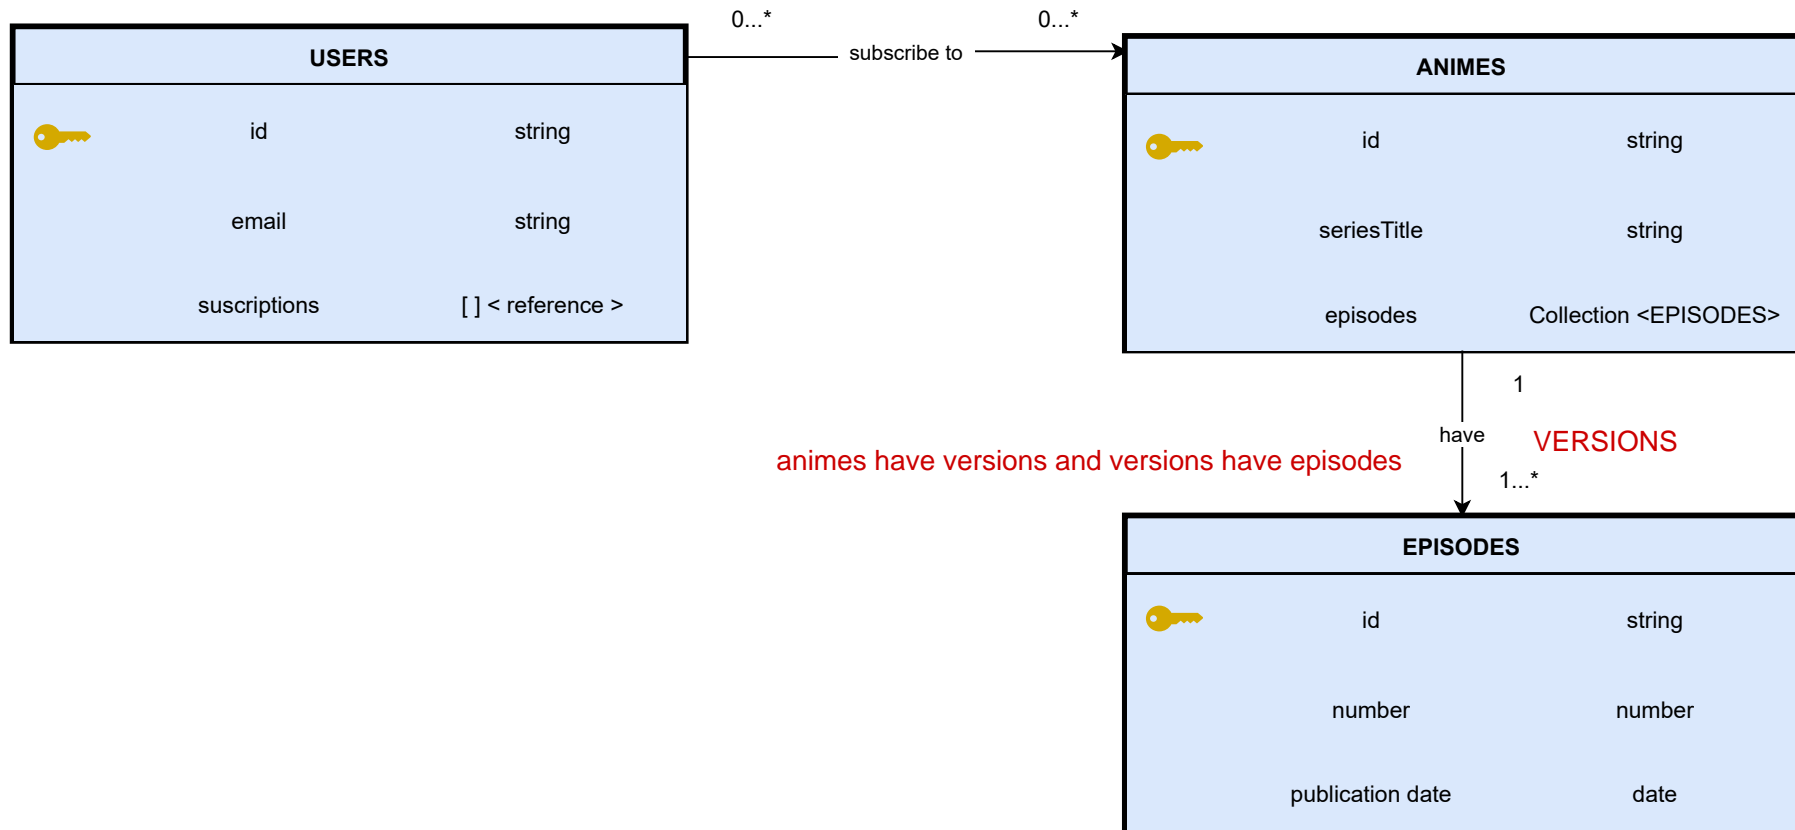 0...*
0...*
USERS
subscribe to
ANIMES
id string
id string
email string
seriesTitle string
suscriptions [ ] < reference >
episodes Collection <EPISODES>
1
have
VERSIONS
animes have versions and versions have episodes
1...*
EPISODES
id string
number number
publication date date